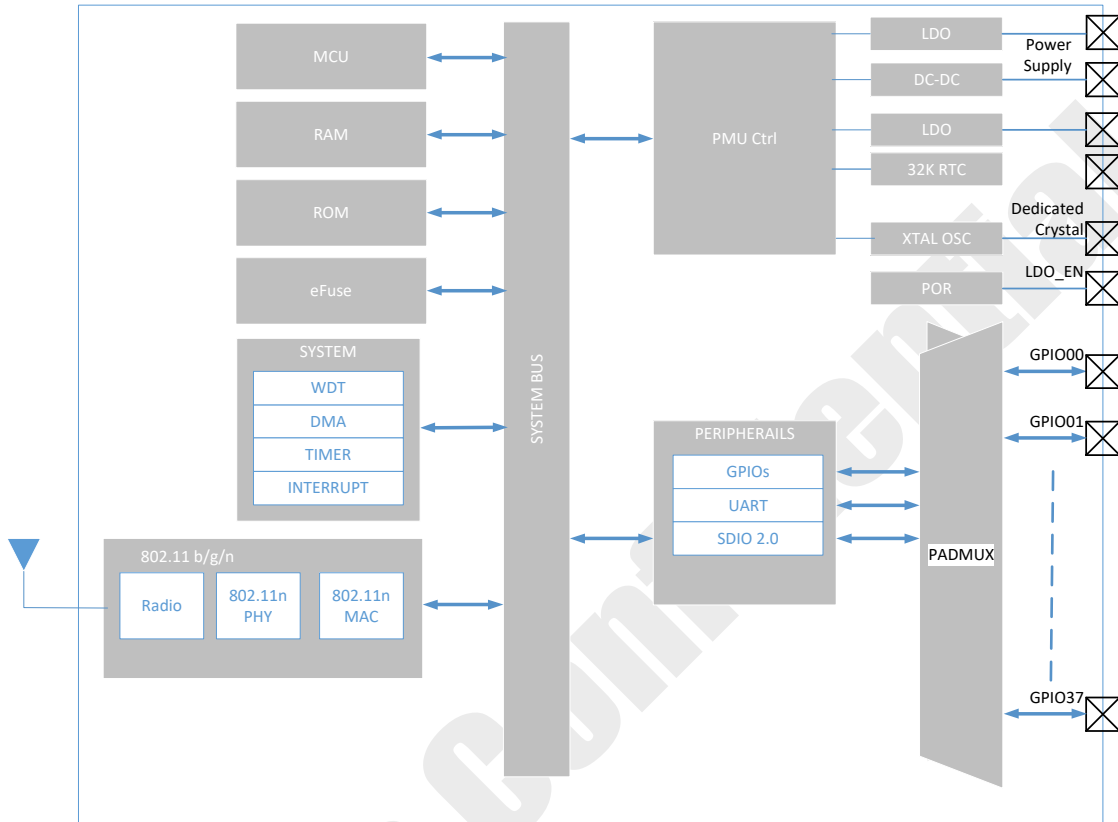 MCU
RAM
ROM
eFuse
SYSTEM
WDT
DMA
TIMER
INTERRUPT
802.11 b/g/n
Radio
802.11n
PHY
802.11n
MAC
SYSTEM BUS
PMU Ctrl
LDO
DC-DC
LDO
32K RTC
XTAL OSC
POR
Power
Supply
Dedicated
Crystal
LDO_EN
PERIPHERAILS
GPIOs
UART
SDIO 2.0
PADMUX
GPIO00
GPIO01
GPIO37
Confidential